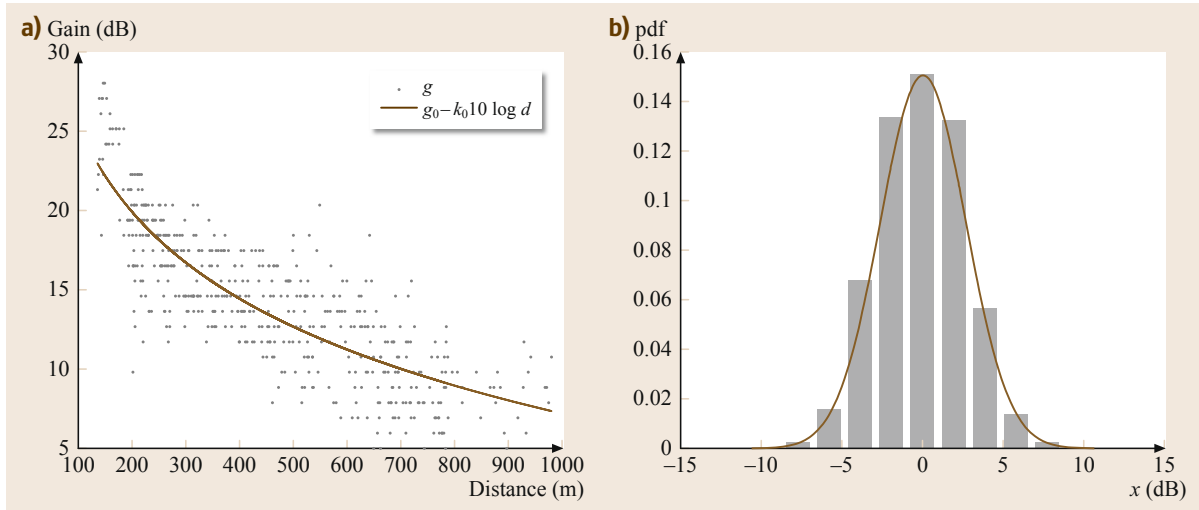 a) Gain (dB)
30
25
20
15
10
5
100 200 300 400 500 600 700 800 900 1000
Distance (m)
g
g0–k010 log d
b) pdf
0.16
0.14
0.12
0.1
0.08
0.06
0.04
0.02
0
–15 –10 –5 0 5 10 15
x (dB)